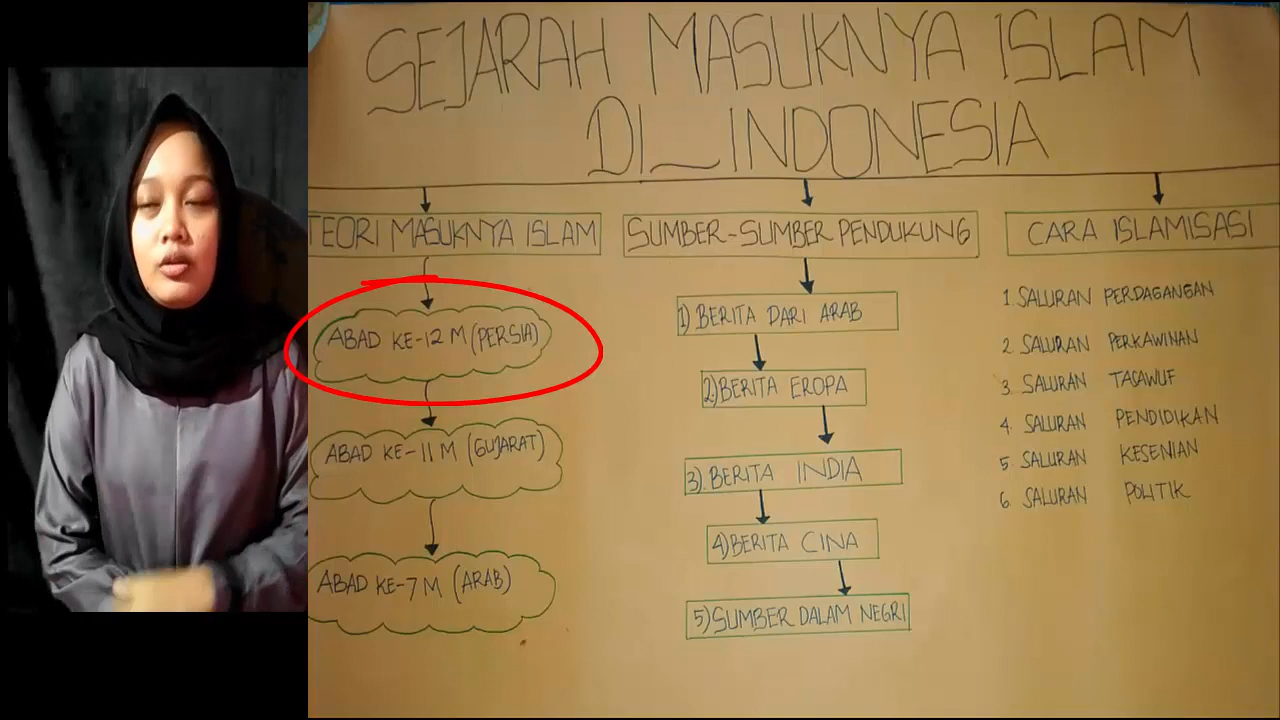 SEJARAH MASUKNYA ISLAM
DI_INDONESIA
TEORI MASUKNYA ISLAM
ABAD KE-12 M (PERSIA)
ABAD KE-11 M (GUJARAT)
ABAD KE-7 M (ARAB)
SUMBER-SUMBER PENDUKUNG
1) BERITA DARI ARAB
2.) BERITA EROPA
3). BERITA INDIA
4) BERITA CINA
5) SUMBER DALAM NEGRI
CARA ISLAMISASI
1. SALURAN PERDAGANGAN
2 SALURAN PERKAWINAN
3. SALURAN TASAWUF
4 SALURAN PENDIDIKAN
5. SALURAN KESENIAN
6. SALURAN POLITIK